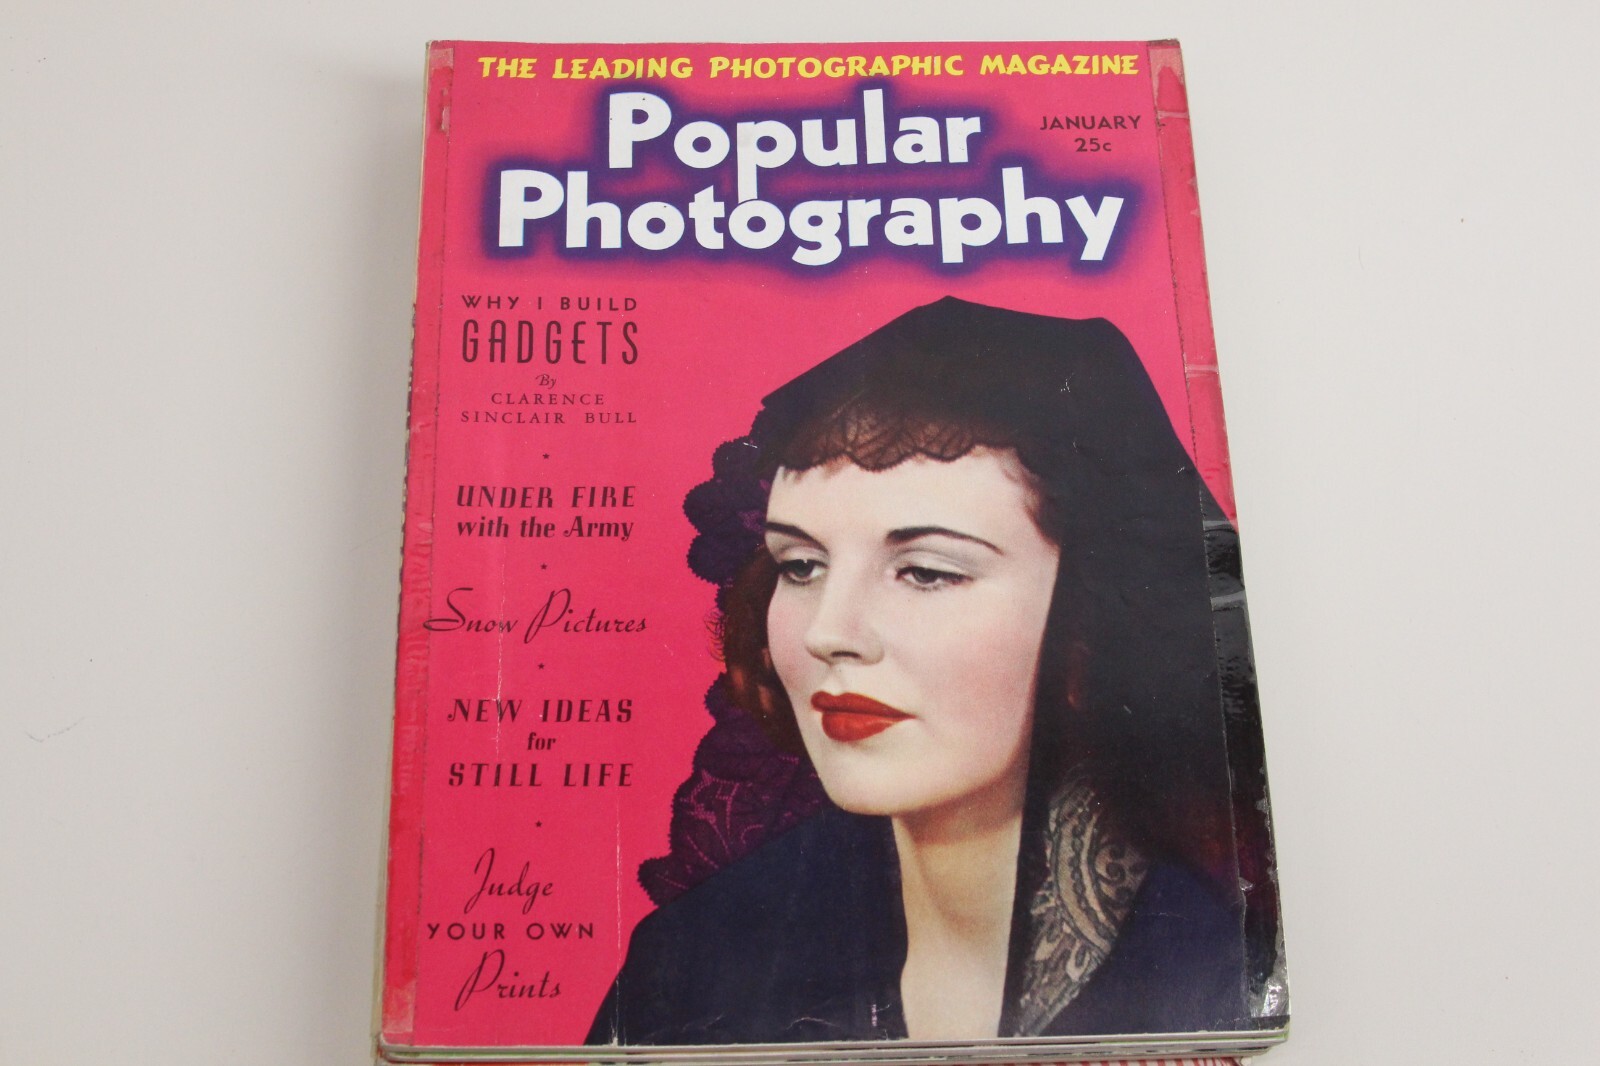 THE LEADING PHOTOGRAPHIC MAGAZINE
Popular
Photography
JANUARY
25c
WHY I BUILD
GADGETS
By
CLARENCE
SINCLAIR BULL
UNDER FIRE
with the Army
Snow Pictures
NEW IDEAS
for
STILL LIFE
Judge
YOUR OWN
Prints